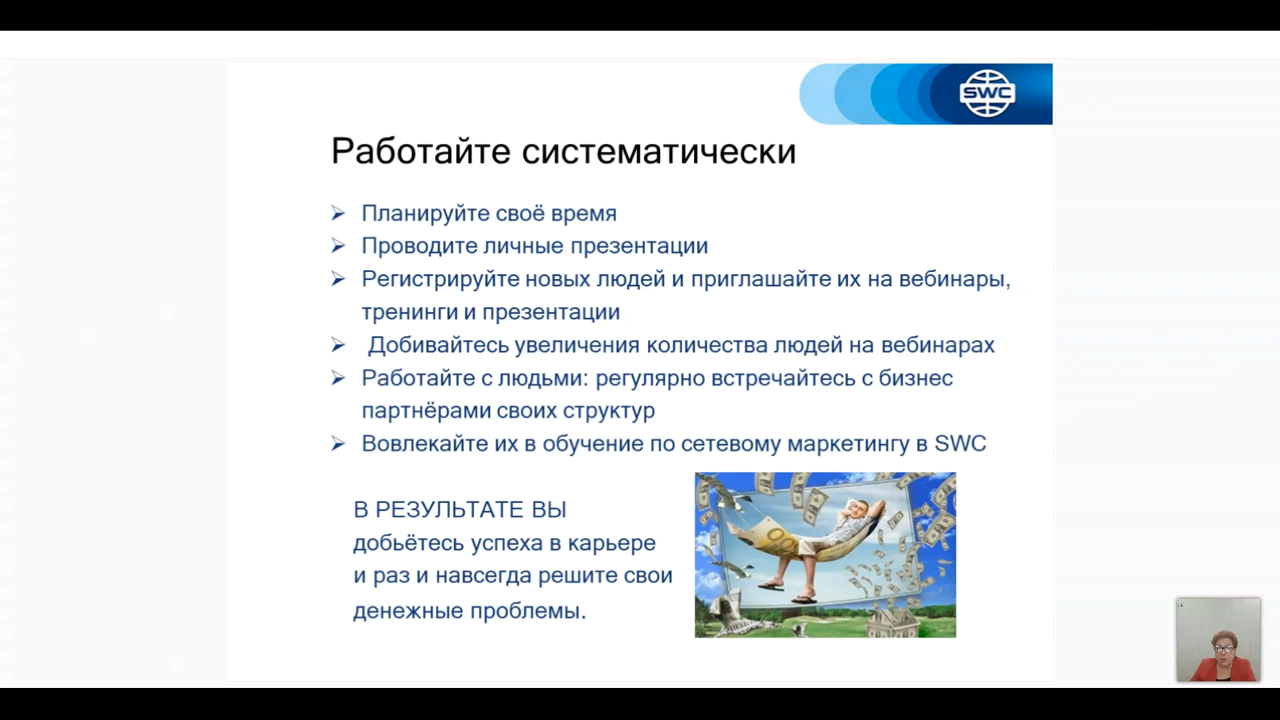 SWC
Работайте систематически
Планируйте своё время
Проводите личные презентации
Регистрируйте новых людей и приглашайте их на вебинары,
тренинги и презентации
Добивайтесь увеличения количества людей на вебинарах
Работайте с людьми: регулярно встречайтесь с бизнес
партнёрами своих структур
Вовлекайте их в обучение по сетевому маркетингу в SWC
В РЕЗУЛЬТАТЕ ВЫ
добьётесь успеха в карьере
и раз и навсегда решите свои
денежные проблемы.